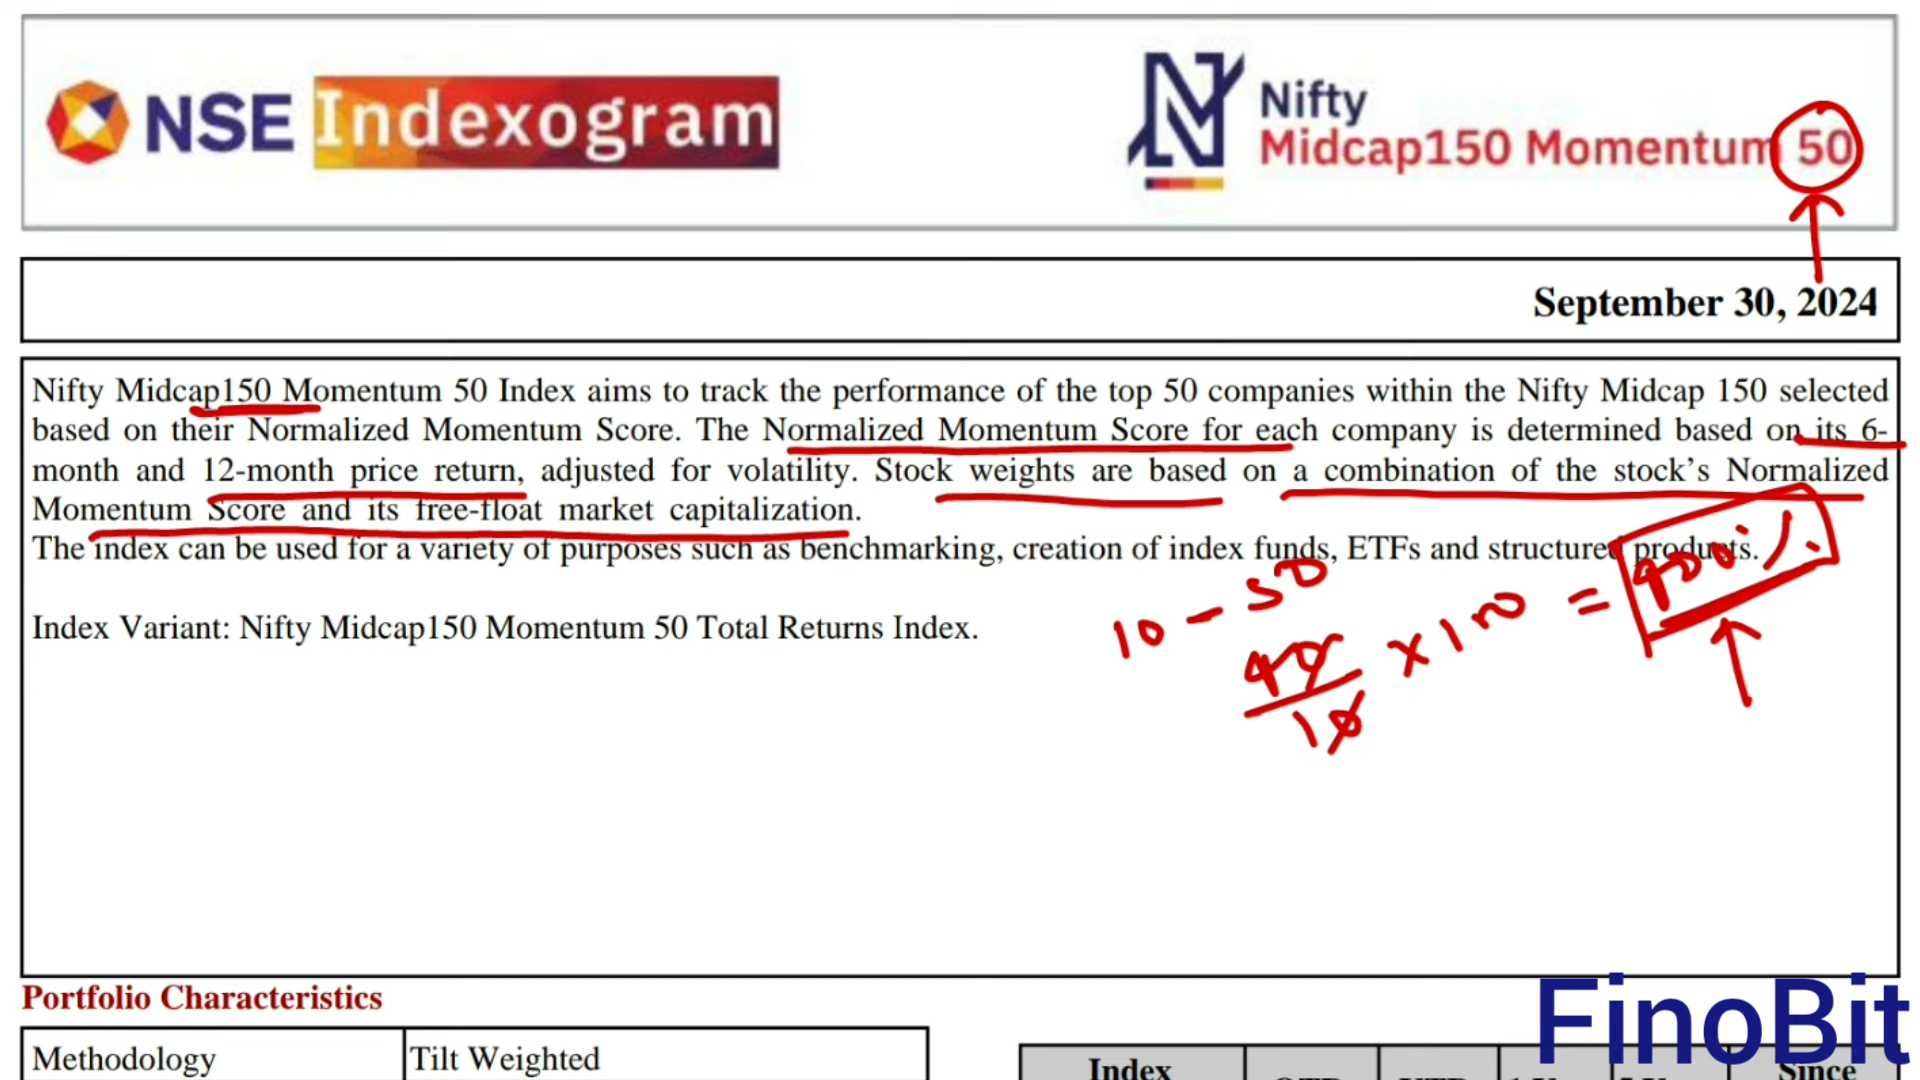 NSE Indexogram
Nifty
Midcap150 Momentum 50
September 30, 2024
Nifty Midcap150 Momentum 50 Index aims to track the performance of the top 50 companies within the Nifty Midcap 150 selected
based on their Normalized Momentum Score. The Normalized Momentum Score for each company is determined based on its 6-
month and 12-month price return, adjusted for volatility. Stock weights are based on a combination of the stock’s Normalized
Momentum Score and its free-float market capitalization.
The index can be used for a variety of purposes such as benchmarking, creation of index funds, ETFs and structured products.
10 - 50
40/10 x 100 = 400%
Index Variant: Nifty Midcap150 Momentum 50 Total Returns Index.
Portfolio Characteristics
FinoBit
Methodology Tilt Weighted
Index Since